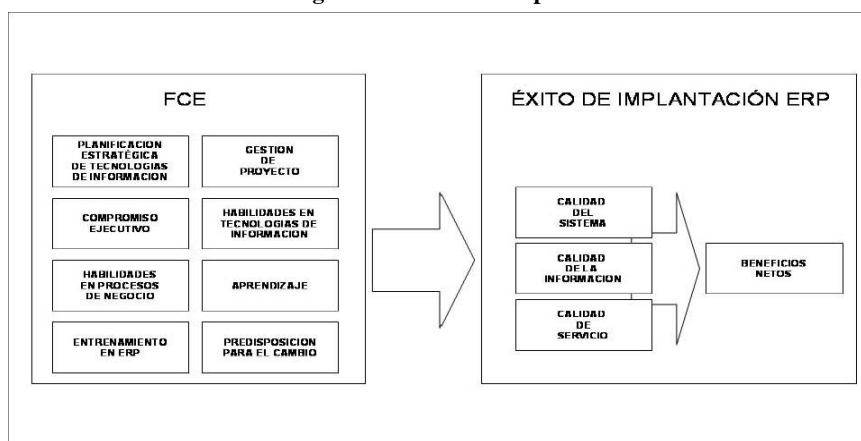 FCE
PLANIFICACION
ESTRATÉGICA
DE TECNOLOGIAS
DE INFORMACION
GESTION
DE
PROYECTO
COMPROMISO
EJECUTIVO
HABILIDADES EN
TECNOLOGIAS DE
INFORMACION
HABILIDADES
EN PROCESOS
DE NEGOCIO
APRENDIZAJE
ENTRENAMIENTO
EN ERP
PREDISPOSICION
PARA EL CAMBIO
ÉXITO DE IMPLANTACIÓN ERP
CALIDAD
DEL
SISTEMA
CALIDAD
DE LA
INFORMACION
CALIDAD
DE
SERVICIO
BENEFICIOS
NETOS